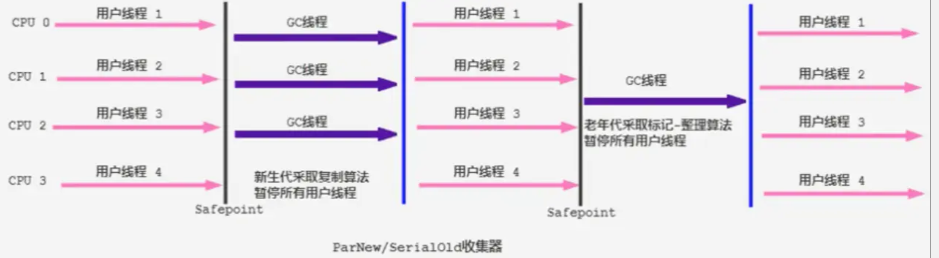 CPU 0
用户线程 1
GC线程
用户线程 1
用户线程 1
CPU 1
用户线程 2
GC线程
用户线程 2
GC线程
用户线程 2
CPU 2
用户线程 3
GC线程
用户线程 3
老年代采取标记-整理算法
暂停所有用户线程
用户线程 3
CPU 3
用户线程 4
新生代采取复制算法
暂停所有用户线程
用户线程 4
用户线程 4
Safepoint
Safepoint
ParNew/SerialOld收集器